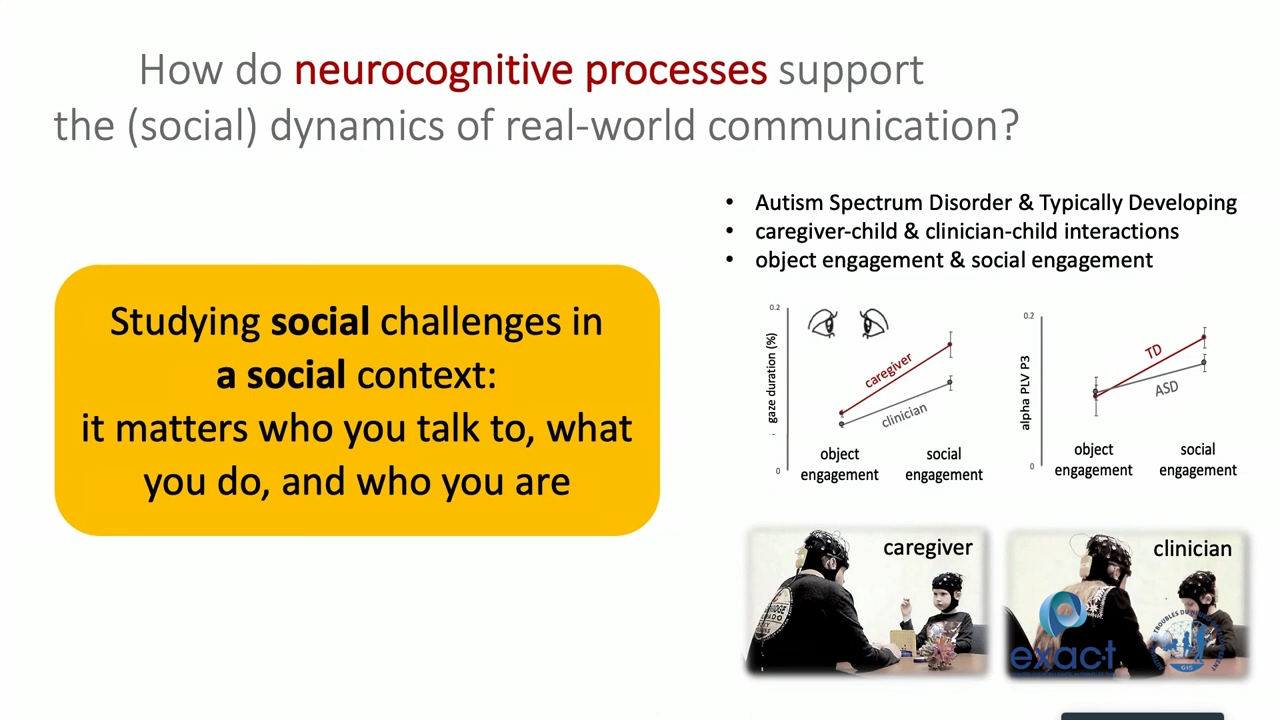 How do neurocognitive processes support
the (social) dynamics of real-world communication?
• Autism Spectrum Disorder & Typically Developing
• caregiver-child & clinician-child interactions
• object engagement & social engagement
Studying social challenges in
a social context:
it matters who you talk to, what
you do, and who you are
0.2
gaze duration (%)
caregiver
clinician
0
object
engagement
social
engagement
0.2
alpha PLV P3
TD
ASD
0
object
engagement
social
engagement
caregiver
clinician
exact
TROUBLES DU
GIS